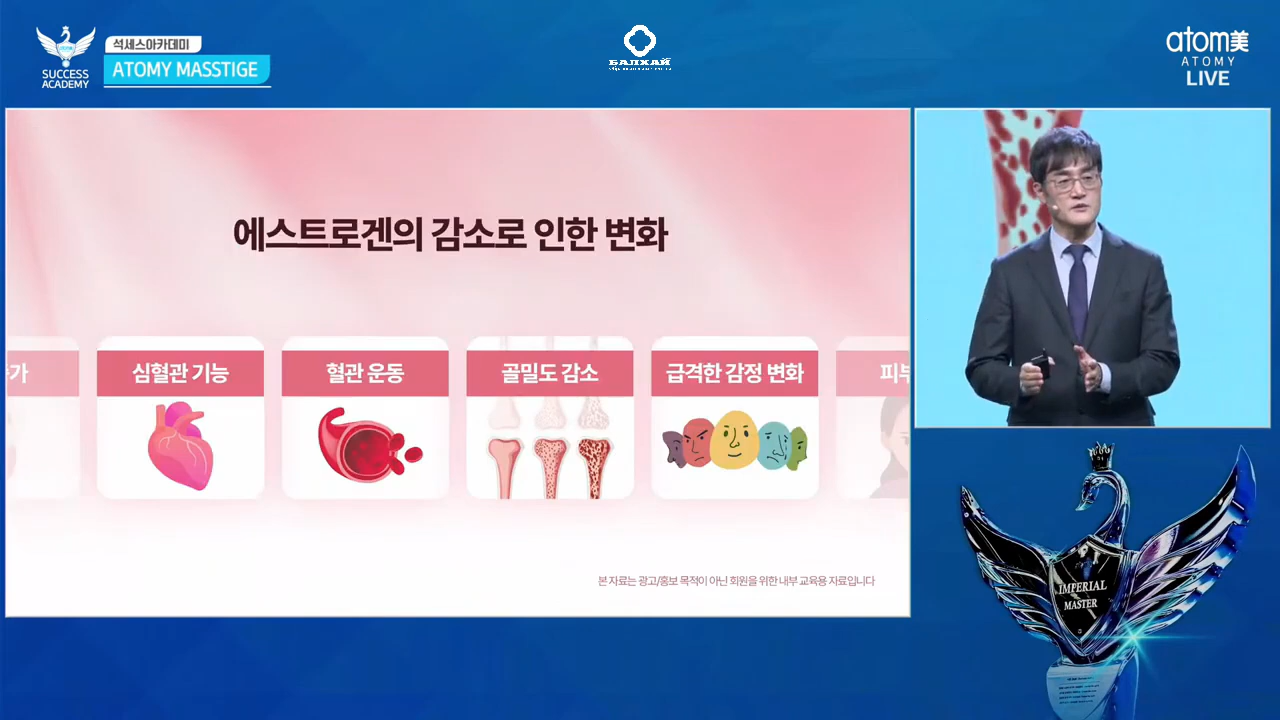 SUCCESS
ACADEMY
석세스아카데미
ATOMY MASSTIGE
БАЛХАЙ
atom美
ATOMY
LIVE
에스트로겐의 감소로 인한 변화
심혈관 기능
혈관 운동
골밀도 감소
급격한 감정 변화
피부
본 자료는 광고/홍보 목적이 아닌 회원을 위한 내부 교육용 자료입니다
IMPERIAL
MASTER